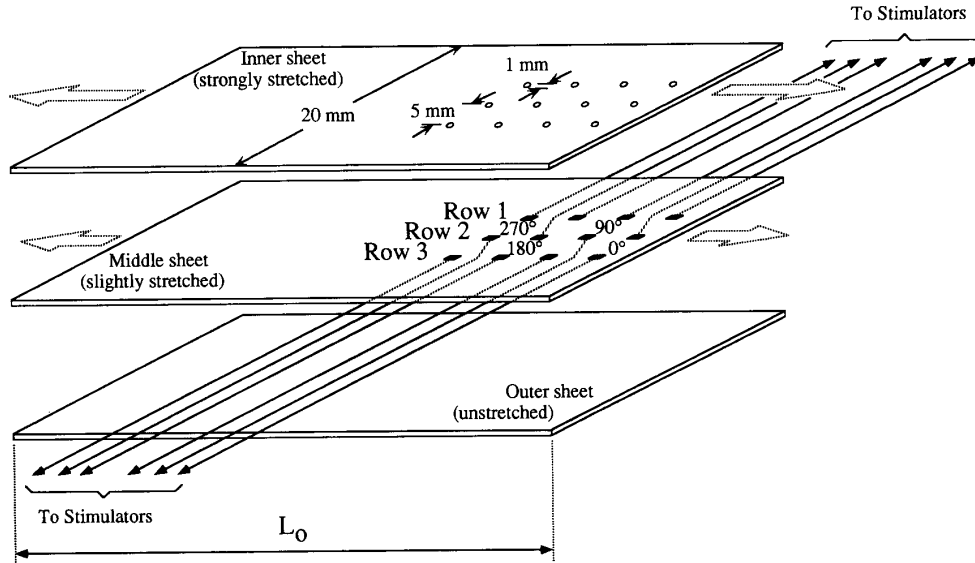 To Stimulators
Inner sheet
(strongly stretched)
1 mm
5 mm
20 mm
Row 1
Row 2
Row 3
270°
90°
180°
0°
Middle sheet
(slightly stretched)
Outer sheet
(unstretched)
To Stimulators
Lo